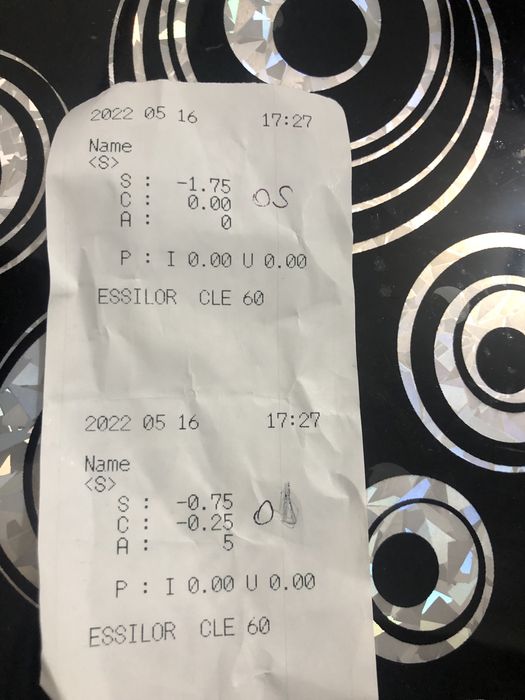 2022 05 16 17:27
Name
<S>
S : -1.75
C : 0.00 OS
A : 0
P : I 0.00 U 0.00
ESSILOR CLE 60
2022 05 16 17:27
Name
<S>
S : -0.75
C : -0.25
A : 5
P : I 0.00 U 0.00
ESSILOR CLE 60